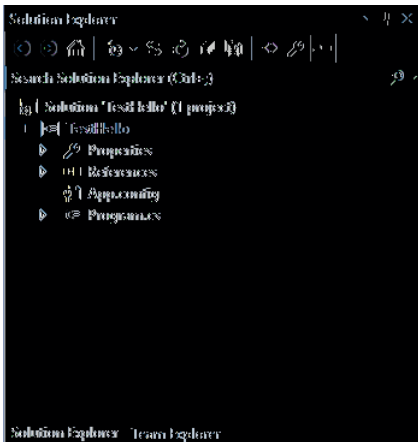 Solution Explorer
Search Solution Explorer (Ctrl+;)
Solution 'TestHello' (1 project)
TestHello
Properties
References
App.config
Program.cs
Solution Explorer Team Explorer